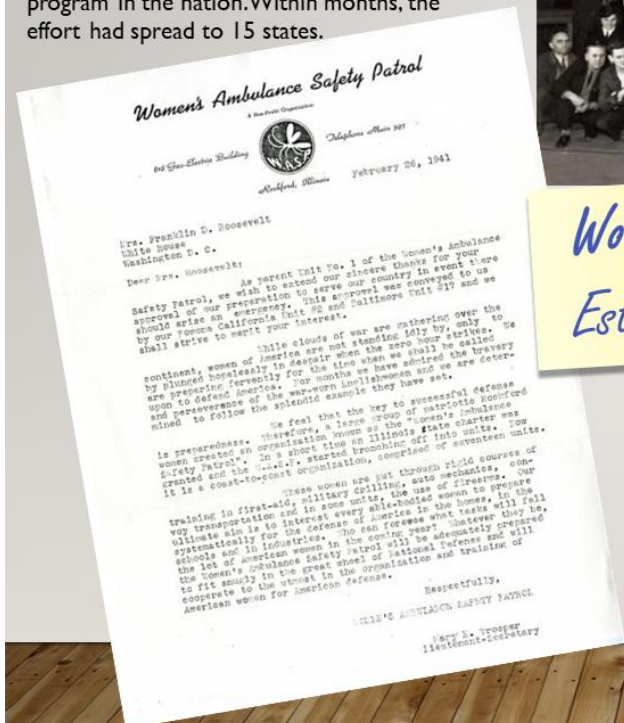 program in the nation. Within months, the
effort had spread to 15 states.
Women's Ambulance Safety Patrol
A Non-Profit Organization
Gas-Electric Building
Telephone Main 927
W.A.S.P.
Rockford, Illinois
February 26, 1941
Mrs. Franklin D. Roosevelt
White House
Washington D. C.
Dear Mrs. Roosevelt:
As parent Unit No. 1 of the Women's Ambulance
Safety Patrol, we wish to extend our sincere thanks for your
approval of our preparation to serve our country in event there
should arise an emergency. This approval was conveyed to us
by our Pomona California Unit #2 and Baltimore Unit #17 and we
shall strive to merit your interest.
While clouds of war are gathering over the
continent, women of America are not standing idly by, only to
by plunged hopelessly in despair when the zero hour strikes. We
are preparing fervently for the time when we shall be called
upon to defend America. For months we have admired the bravery
and perseverance of the war-worn Englishwoman and we are deter-
mined to follow the splendid example they have set.
We feel that the key to successful defense
is preparedness. Therefore, a large group of patriotic Rockford
women created an organization known as the "Women's Ambulance
Safety Patrol". In a short time an Illinois state charter was
granted and the W.A.S.P. started branching off into units. Now
it is a coast-to-coast organization, comprised of seventeen units.
These women are put through rigid courses of
training in first-aid, military drilling, auto mechanics, con-
voy transportation and in some units, the use of firearms. Our
ultimate aim is to interest every able-bodied woman to prepare
systematically for the defense of America in the homes, in the
schools and in industries. Who can foresee what tasks will fall
the lot of American women in the coming year? Whatever they be,
the Women's Ambulance Safety Patrol will be adequately prepared
to fit snugly in the great wheel of National Defense and will
cooperate to the utmost in the organization and training of
American women for American defense.
Respectfully,
WOMEN'S AMBULANCE SAFETY PATROL
Mary E. Prosper
Lieutenant-Secretary
Wo
Est